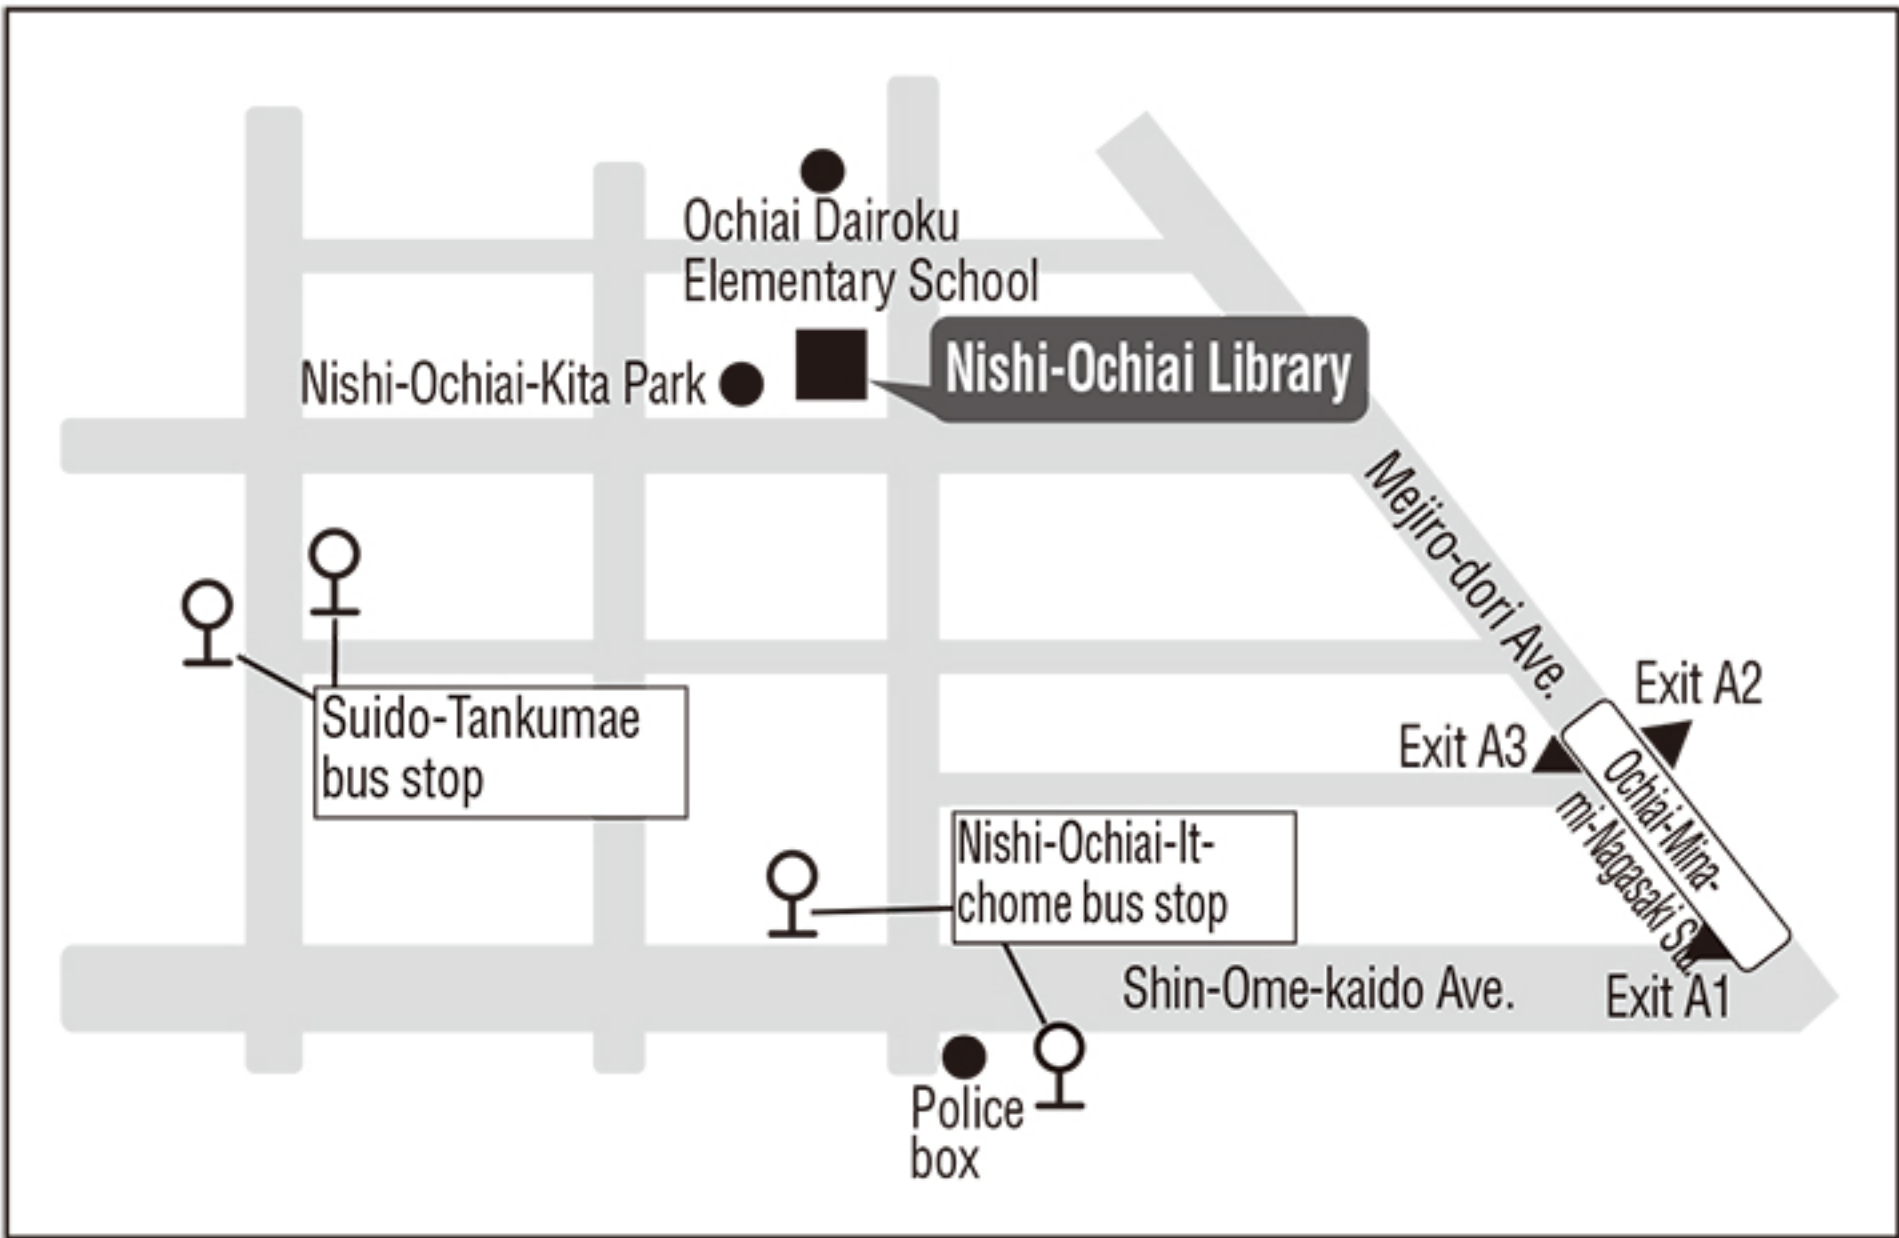 Ochiai Dairoku
Elementary School
Nishi-Ochiai-Kita Park
Nishi-Ochiai Library
Mejiro-dori Ave.
Exit A2
Suido-Tankumae
bus stop
Exit A3
Ochiai-Mina-
mi-Nagasaki Sta.
Nishi-Ochiai-It-
chome bus stop
Shin-Ome-kaido Ave.
Exit A1
Police
box